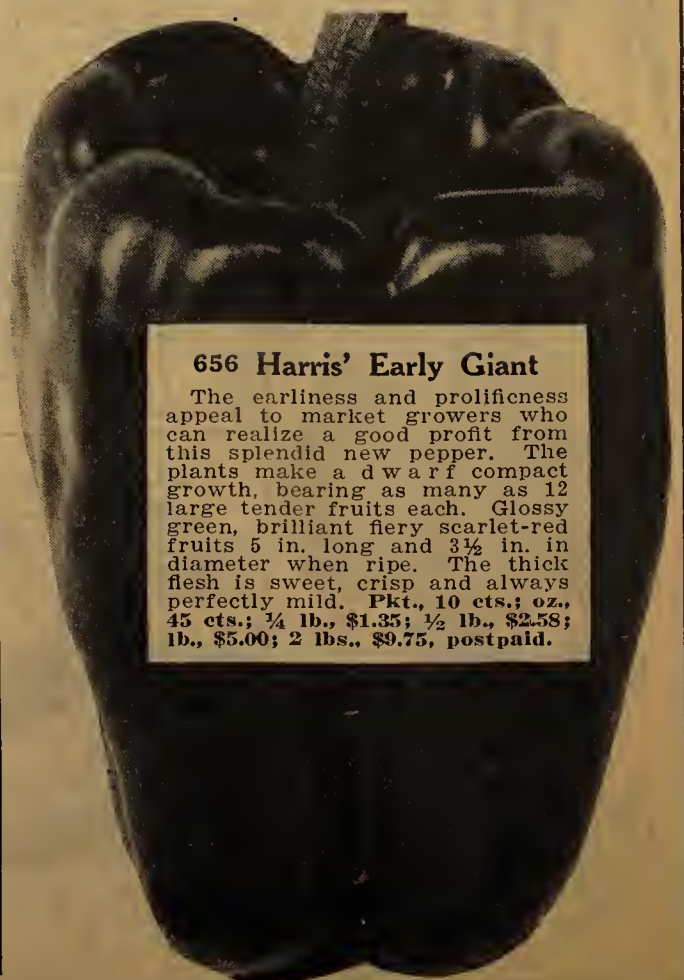 656 Harris' Early Giant
The earliness and prolificness
appeal to market growers who
can realize a good profit from
this splendid new pepper. The
plants make a dwarf compact
growth, bearing as many as 12
large tender fruits each. Glossy
green, brilliant fiery scarlet-red
fruits 5 in. long and 3½ in. in
diameter when ripe. The thick
flesh is sweet, crisp and always
perfectly mild. Pkt., 10 cts.; oz.,
45 cts.; ¼ lb., $1.35; ½ lb., $2.58;
lb., $5.00; 2 lbs., $9.75, postpaid.